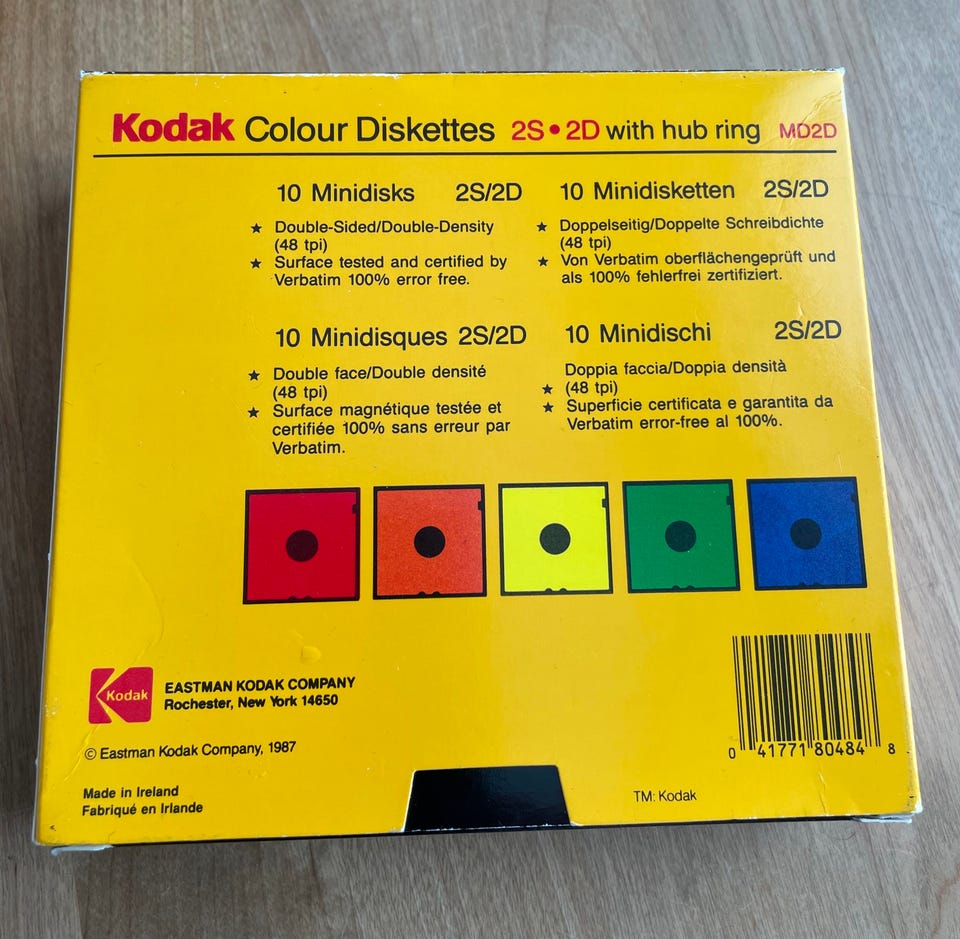 Kodak Colour Diskettes 2S•2D with hub ring MD2D
10 Minidisks 2S/2D
★ Double-Sided/Double-Density
(48 tpi)
★ Surface tested and certified by
Verbatim 100% error free.
10 Minidisketten 2S/2D
★ Doppelseitig/Doppelte Schreibdichte
(48 tpi)
★ Von Verbatim oberflächengeprüft und
als 100% fehlerfrei zertifiziert.
10 Minidisques 2S/2D
★ Double face/Double densité
(48 tpi)
★ Surface magnétique testée et
certifiée 100% sans erreur par
Verbatim.
10 Minidischi 2S/2D
Doppia faccia/Doppia densità
★ (48 tpi)
★ Superficie certificata e garantita da
Verbatim error-free al 100%.
Kodak
EASTMAN KODAK COMPANY
Rochester, New York 14650
© Eastman Kodak Company, 1987
Made in Ireland
Fabriqué en Irlande
TM: Kodak
0 41771 80484 8